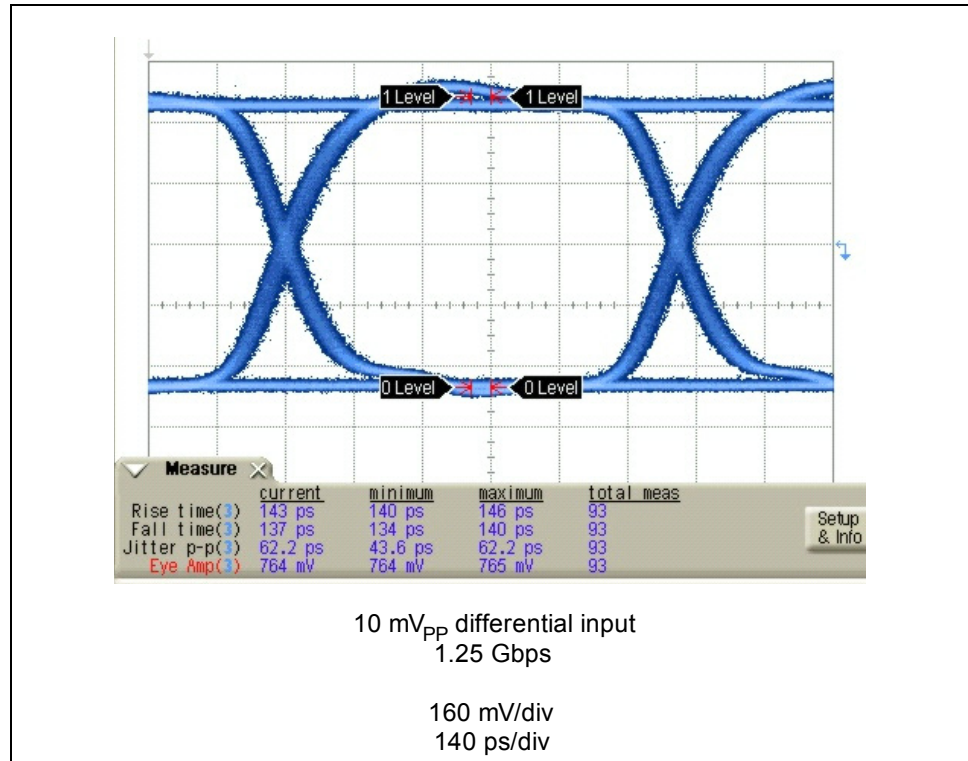 1 Level 1 Level
0 Level 0 Level
Measure
current minimum maximum total meas
Rise time(3) 143 ps 140 ps 146 ps 93
Fall time(3) 137 ps 134 ps 140 ps 93
Jitter p-p(3) 62.2 ps 43.6 ps 62.2 ps 93
Eye Amp(3) 764 mV 764 mV 765 mV 93
Setup
& Info
10 mVPP differential input
1.25 Gbps
160 mV/div
140 ps/div